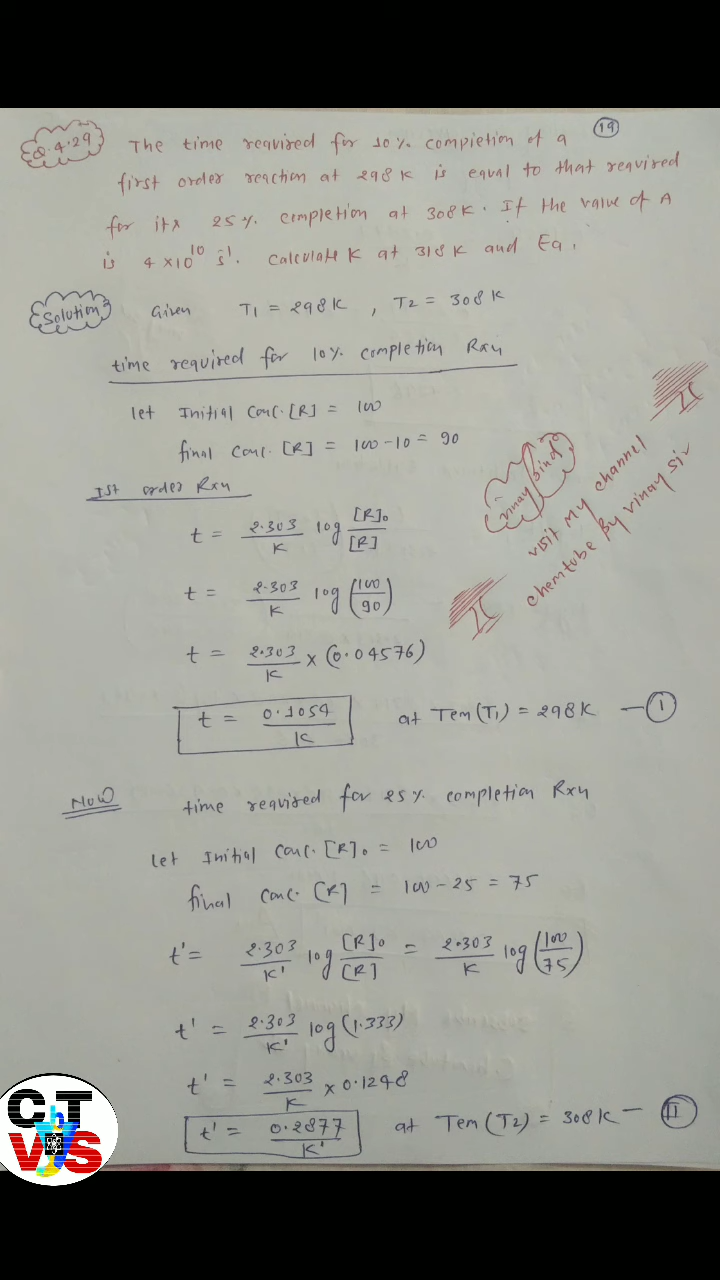 Q.4.29 The time required for 10% completion of a (19)
first order reaction at 298 K is equal to that required
for its 25% completion at 308 K. If the value of A
is 4 × 10¹⁰ s⁻¹. Calculate K at 318 K and Ea.
Solution Given T₁ = 298 K , T₂ = 308 K
time required for 10% completion Rxn
let Initial Conc. [R] = 100
final Conc. [R] = 100 - 10 = 90
Ist order Rxn
t = 2.303/K log [R]₀/[R]
t = 2.303/K log (100/90)
t = 2.303/K × (0.04576)
t = 0.1054/K at Tem(T₁) = 298 K — (I)
vinay bindo
visit my channel
chemtube By vinay sir
Now time required for 25% completion Rxn
let Initial Conc. [R]₀ = 100
final Conc. [R] = 100 - 25 = 75
t' = 2.303/K' log [R]₀/[R] = 2.303/K log (100/75)
t' = 2.303/K' log (1.333)
t' = 2.303/K × 0.1248
t' = 0.2877/K' at Tem(T₂) = 308 K — (II)
CT
VS